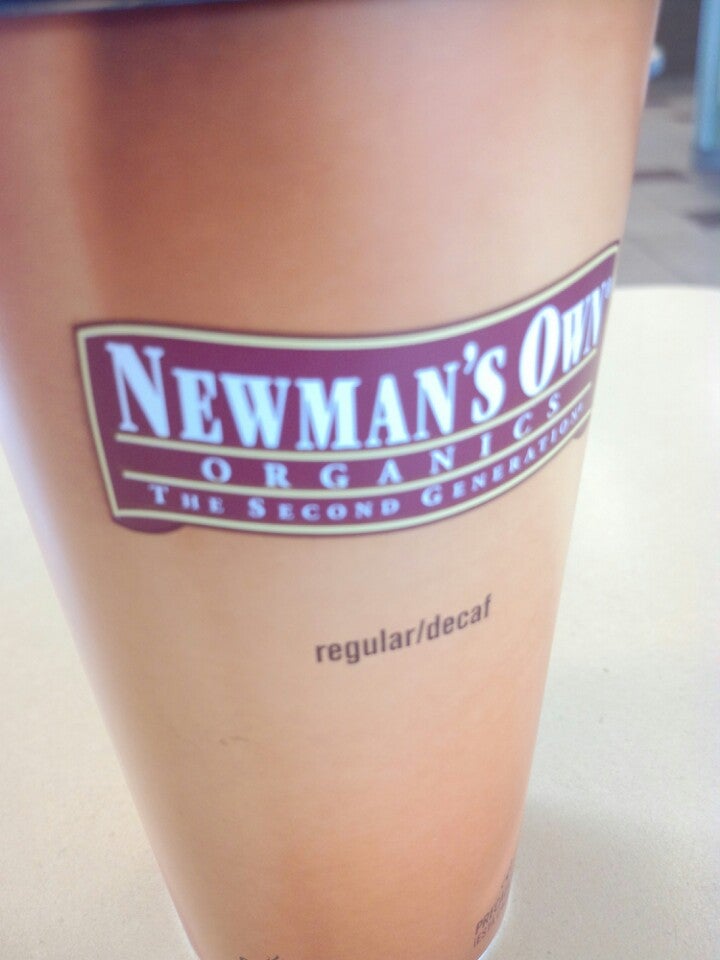 NEWMAN'S OWN
ORGANICS
THE SECOND GENERATION
regular/decaf